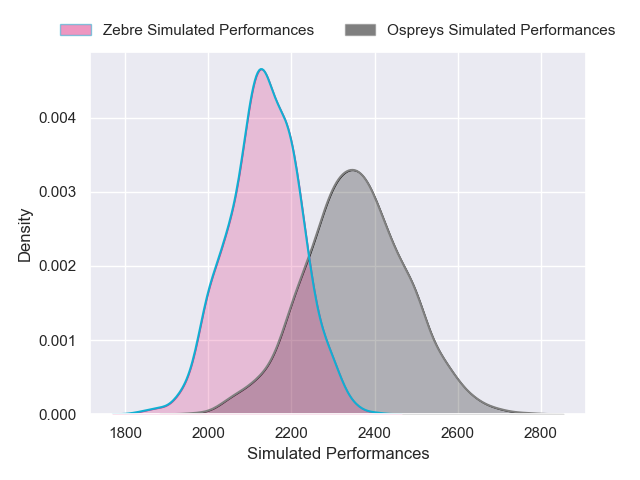 Zebre Simulated Performances Ospreys Simulated Performances
Density
0.004
0.003
0.002
0.001
0.000
1800 2000 2200 2400 2600 2800
Simulated Performances